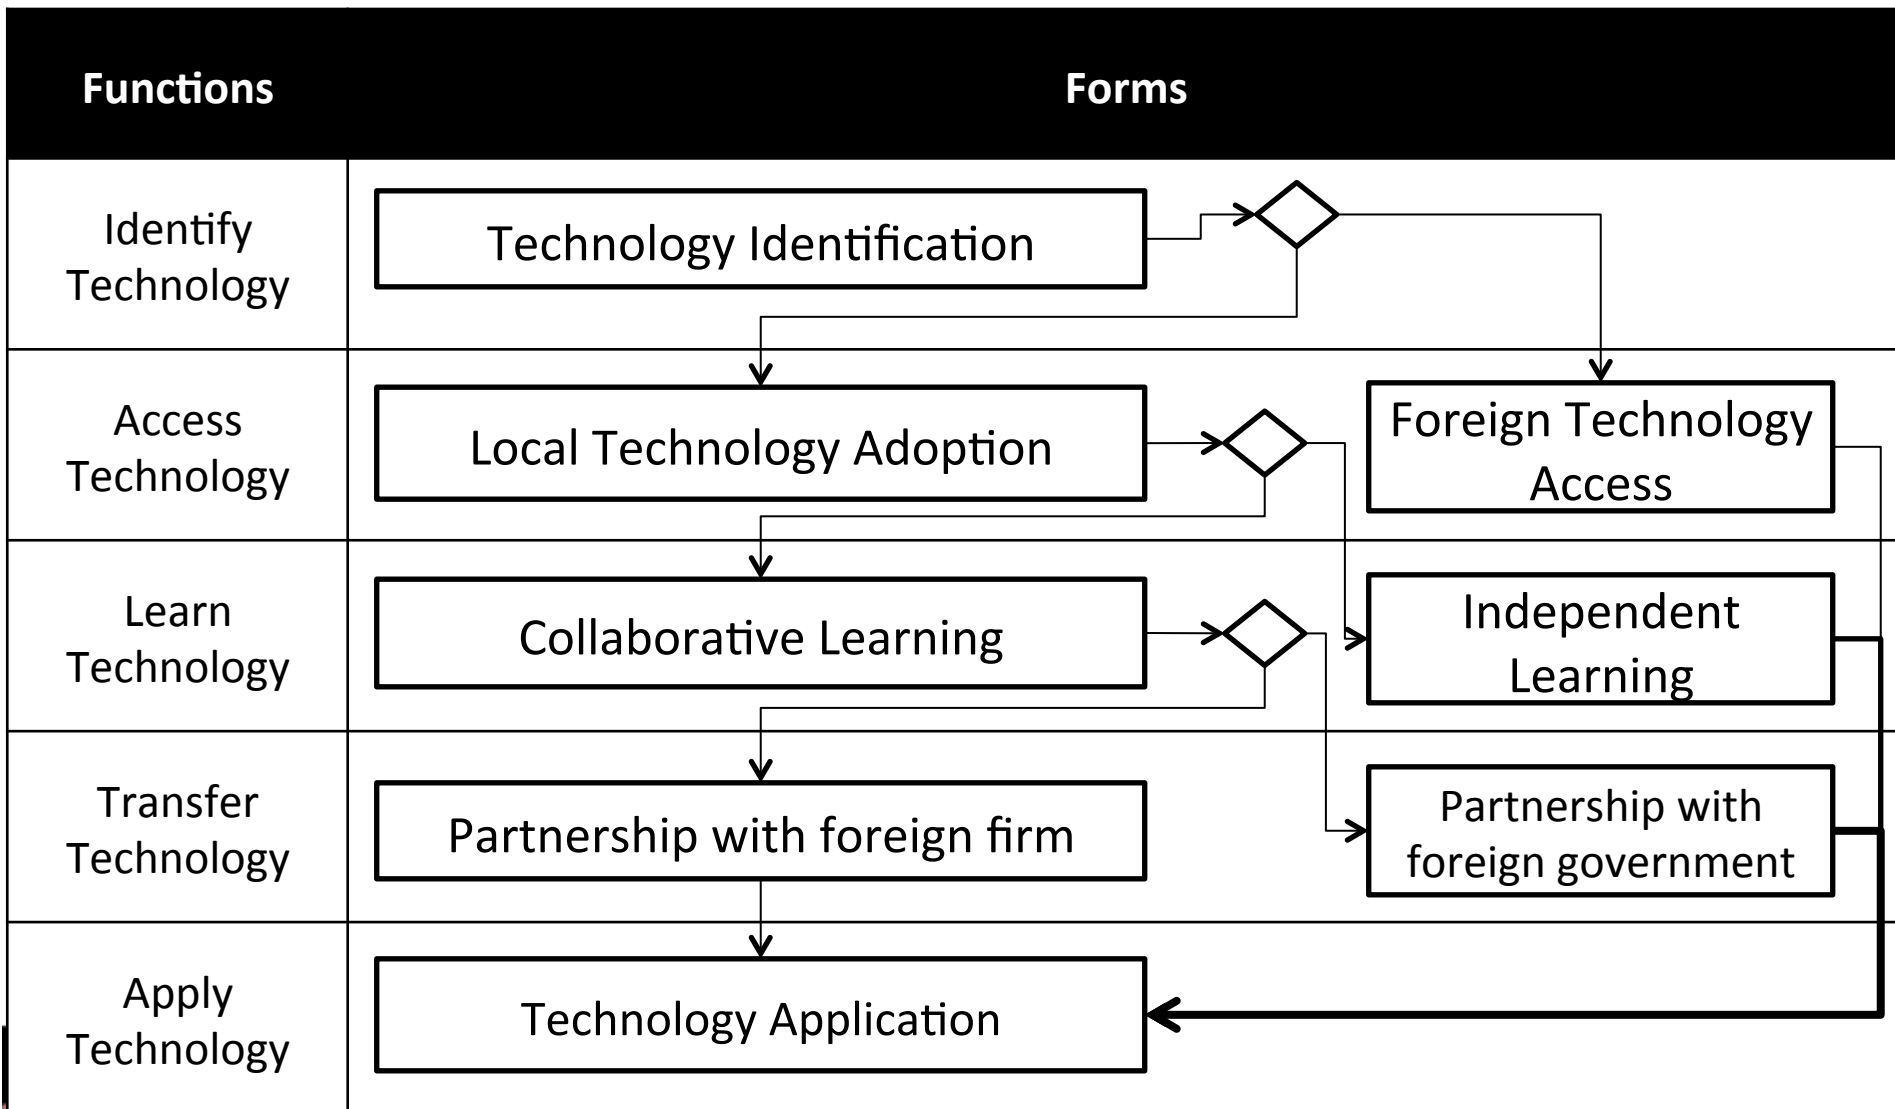 Functions
Forms
Identify
Technology
Technology Identification
Access
Technology
Local Technology Adoption
Foreign Technology
Access
Learn
Technology
Collaborative Learning
Independent
Learning
Transfer
Technology
Partnership with foreign firm
Partnership with
foreign government
Apply
Technology
Technology Application